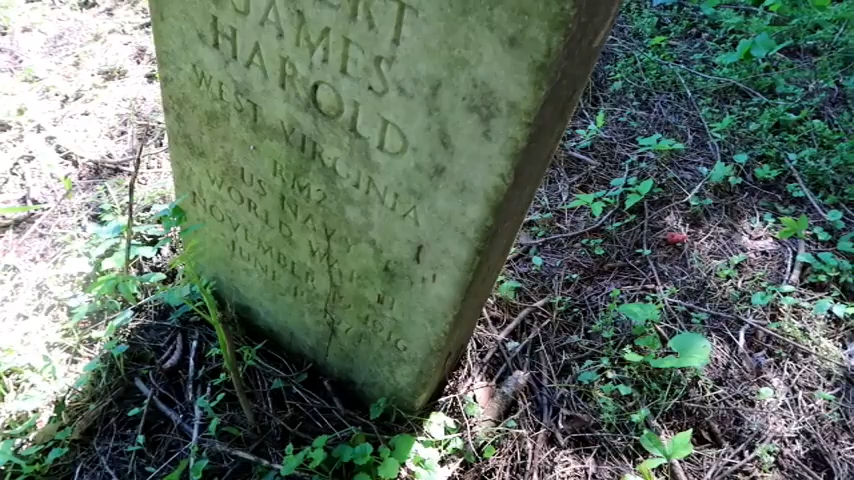 JAMES
HAROLD
WEST VIRGINIA
RM2
US NAVY
WORLD WAR II
NOVEMBER
JUNE